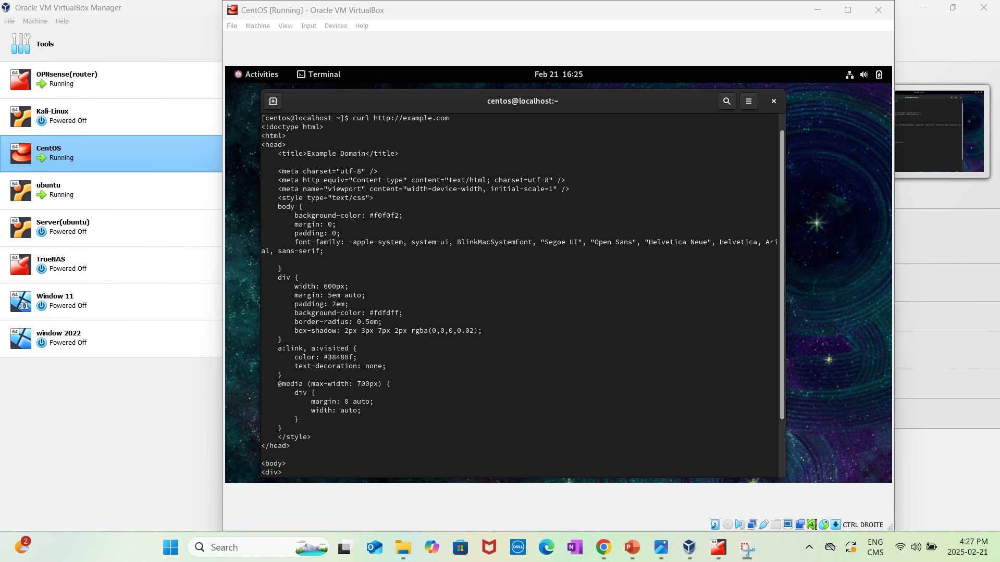 Oracle VM VirtualBox Manager
File Machine Help
Tools
64
OPNsense(router)
Running
64
Kali-Linux
Powered Off
64
CentOS
Running
64
ubuntu
Running
64
Server(ubuntu)
Powered Off
64
TrueNAS
Powered Off
64
11
Window 11
Powered Off
64
window 2022
Powered Off
CentOS [Running] - Oracle VM VirtualBox
File Machine View Input Devices Help
Activities Terminal Feb 21 16:25
centos@localhost:~
[centos@localhost ~]$ curl http://example.com
<!doctype html>
<html>
<head>
    <title>Example Domain</title>
    <meta charset="utf-8" />
    <meta http-equiv="Content-type" content="text/html; charset=utf-8" />
    <meta name="viewport" content="width=device-width, initial-scale=1" />
    <style type="text/css">
    body {
        background-color: #f0f0f2;
        margin: 0;
        padding: 0;
        font-family: -apple-system, system-ui, BlinkMacSystemFont, "Segoe UI", "Open Sans", "Helvetica Neue", Helvetica, Ari
al, sans-serif;
    }
    div {
        width: 600px;
        margin: 5em auto;
        padding: 2em;
        background-color: #fdfdff;
        border-radius: 0.5em;
        box-shadow: 2px 3px 7px 2px rgba(0,0,0,0.02);
    }
    a:link, a:visited {
        color: #38488f;
        text-decoration: none;
    }
    @media (max-width: 700px) {
        div {
            margin: 0 auto;
            width: auto;
        }
    }
    </style>
</head>
<body>
<div>
CTRL DROITE
2
Search
DELL
64
ENG
CMS
4:27 PM
2025-02-21